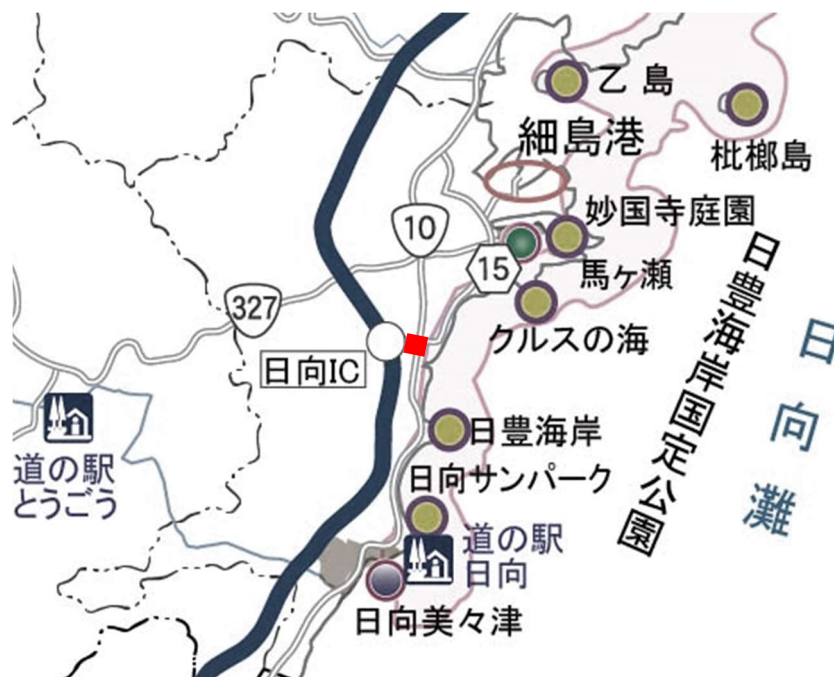 乙島
枇榔島
細島港
妙国寺庭園
10
15
馬ヶ瀬
327
クルスの海
日向IC
日豊海岸国定公園
日向灘
道の駅
とうごう
日豊海岸
日向サンパーク
道の駅
日向
日向美々津